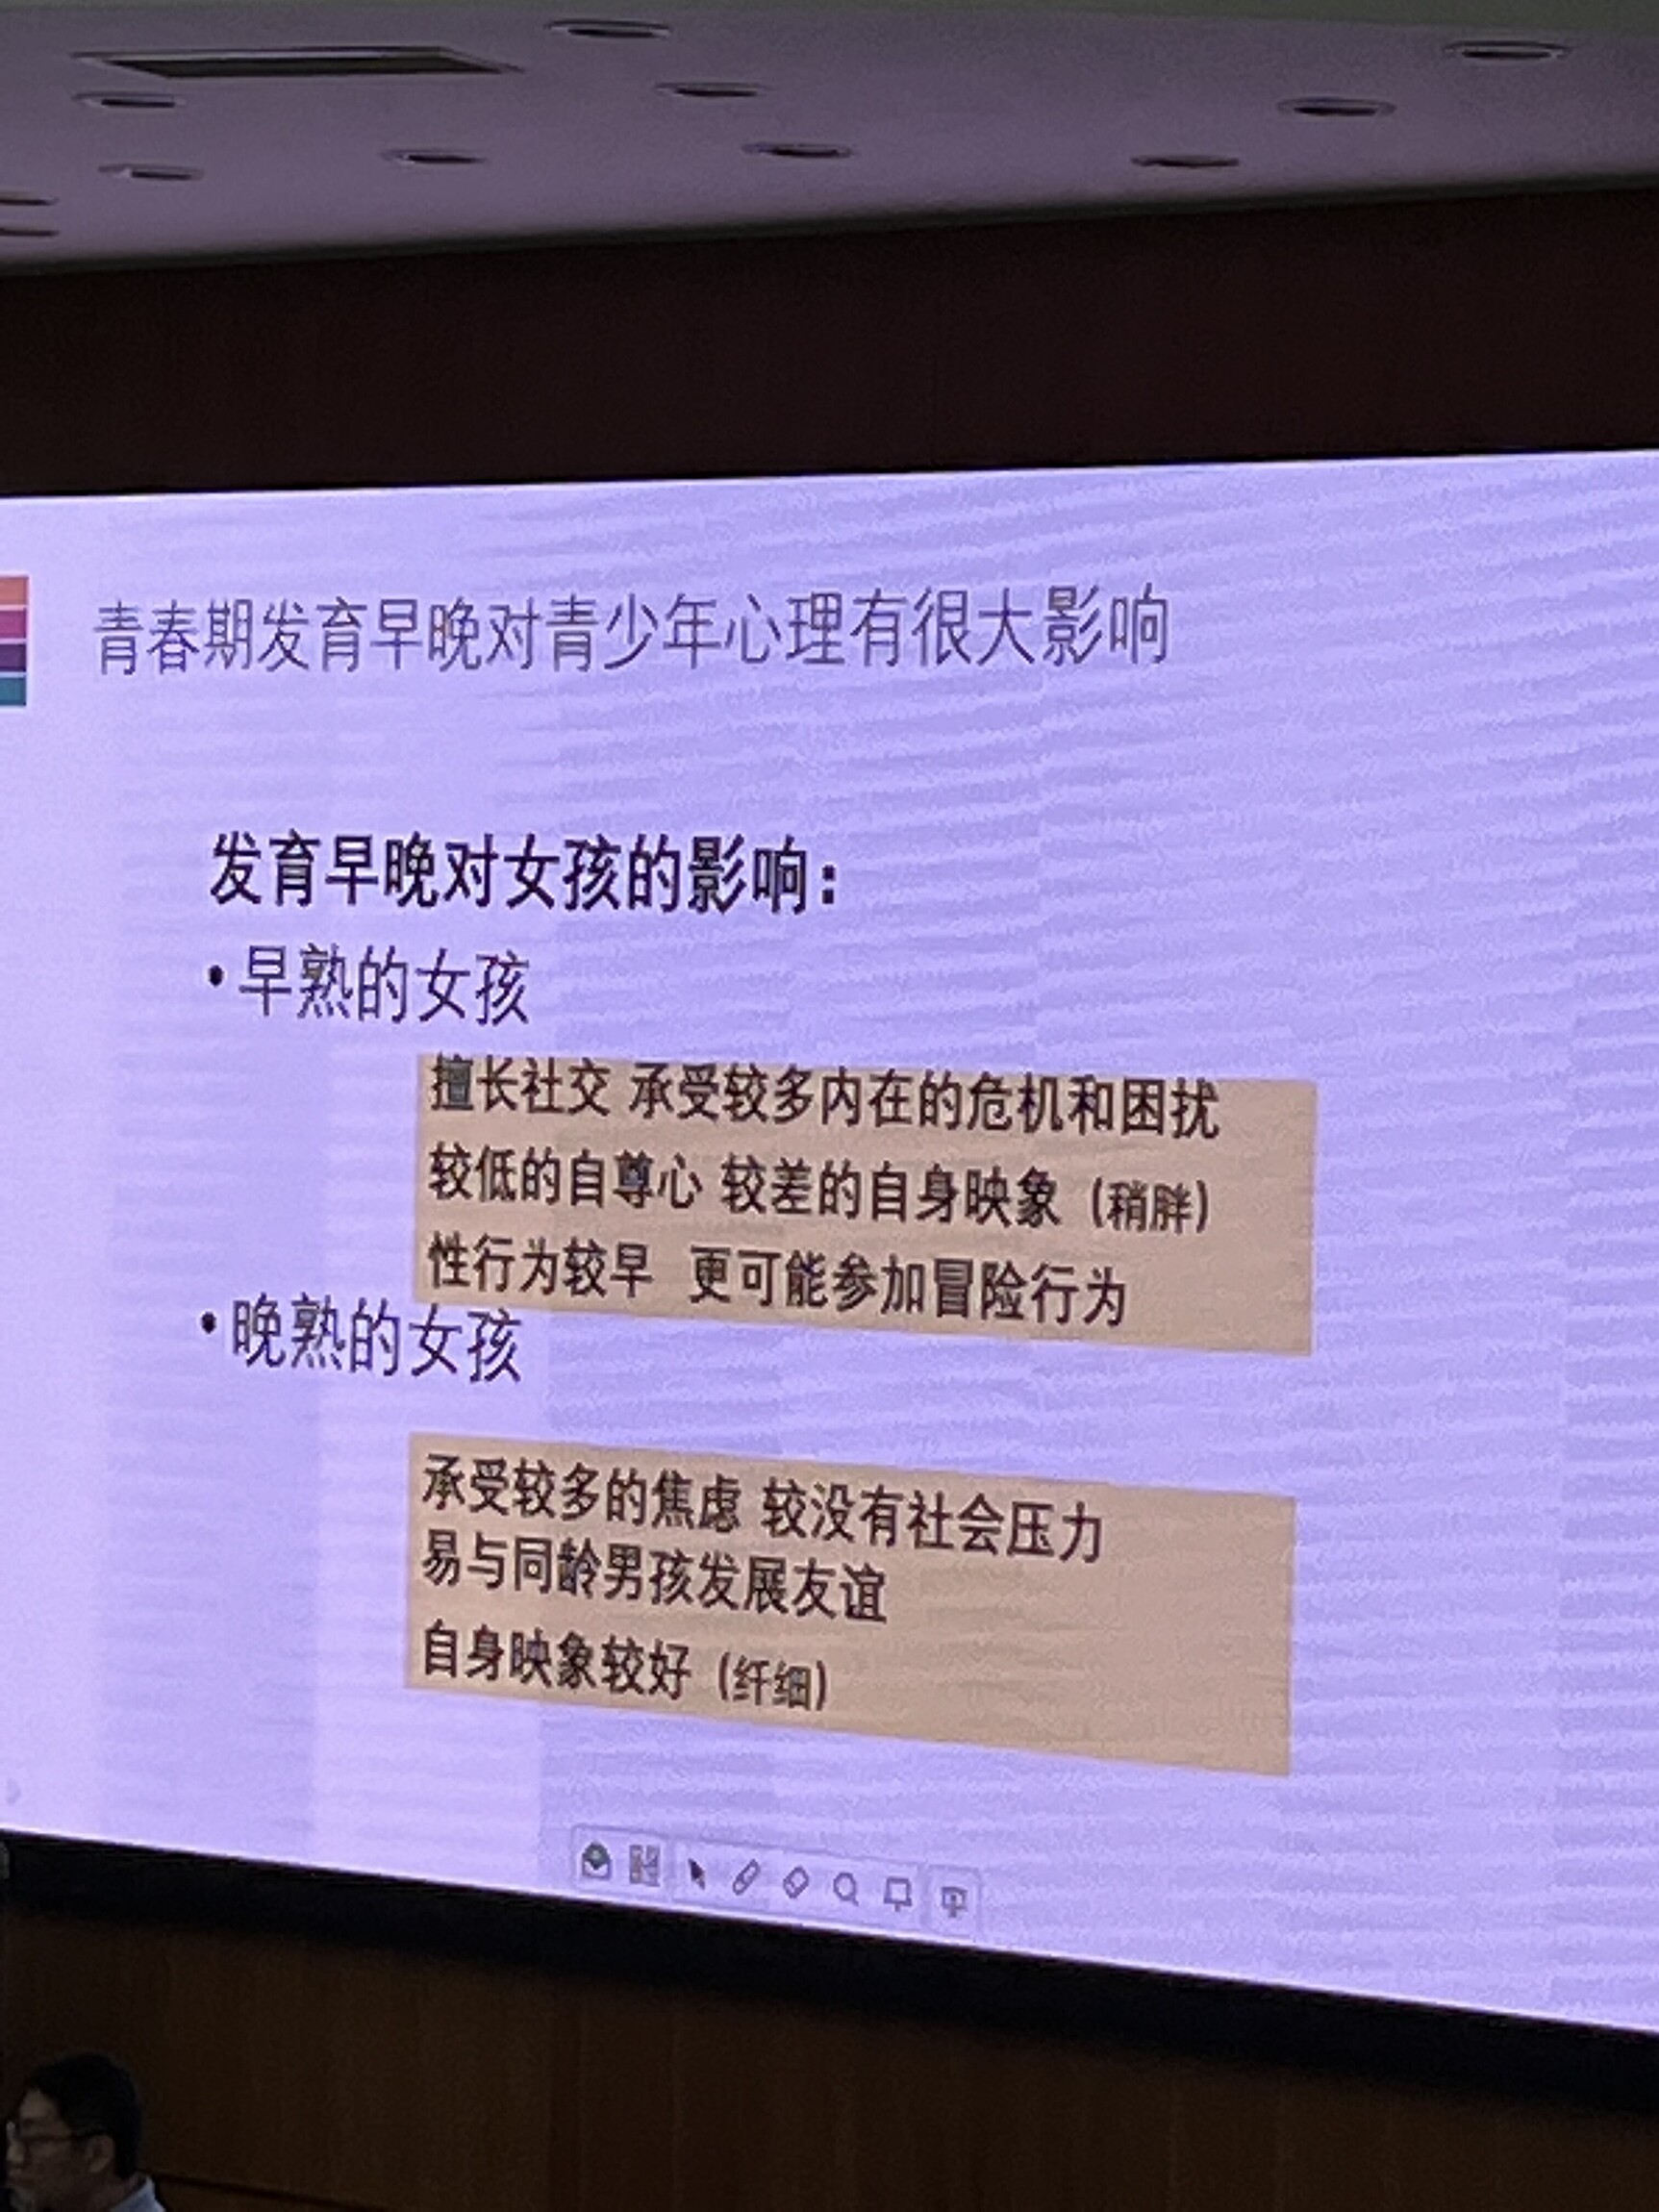 青春期发育早晚对青少年心理有很大影响
发育早晚对女孩的影响：
•早熟的女孩
擅长社交 承受较多内在的危机和困扰
较低的自尊心 较差的自身映象（稍胖）
性行为较早 更可能参加冒险行为
•晚熟的女孩
承受较多的焦虑 较没有社会压力
易与同龄男孩发展友谊
自身映象较好（纤细）